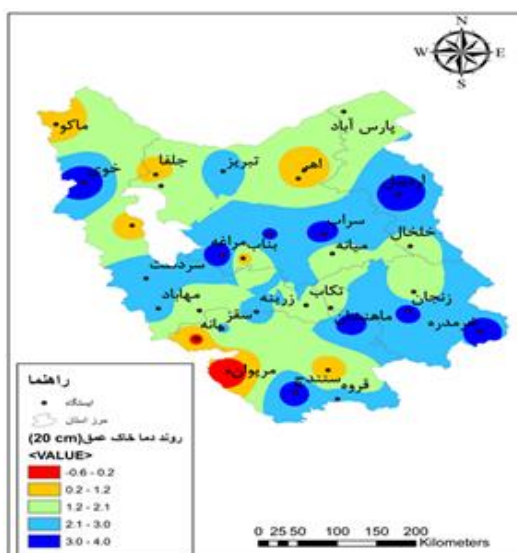 N
W E
S
پارس آباد
ماکو
جلفا
تبریز
اهر
خوی
اردبیل
سراب
خلخال
بناب
مراغه
میانه
سردشت
زنجان
تکاب
زرینه
مهاباد
سقز
ماهنشان
خرمدره
بانه
مریوان
سنندج
قروه
راهنما
ایستگاه
مرز استان
روند دما خاک عمق(20 cm)
<VALUE>
-0.6 - 0.2
0.2 - 1.2
1.2 - 2.1
2.1 - 3.0
3.0 - 4.0
0 25 50 100 150 200
Kilometers